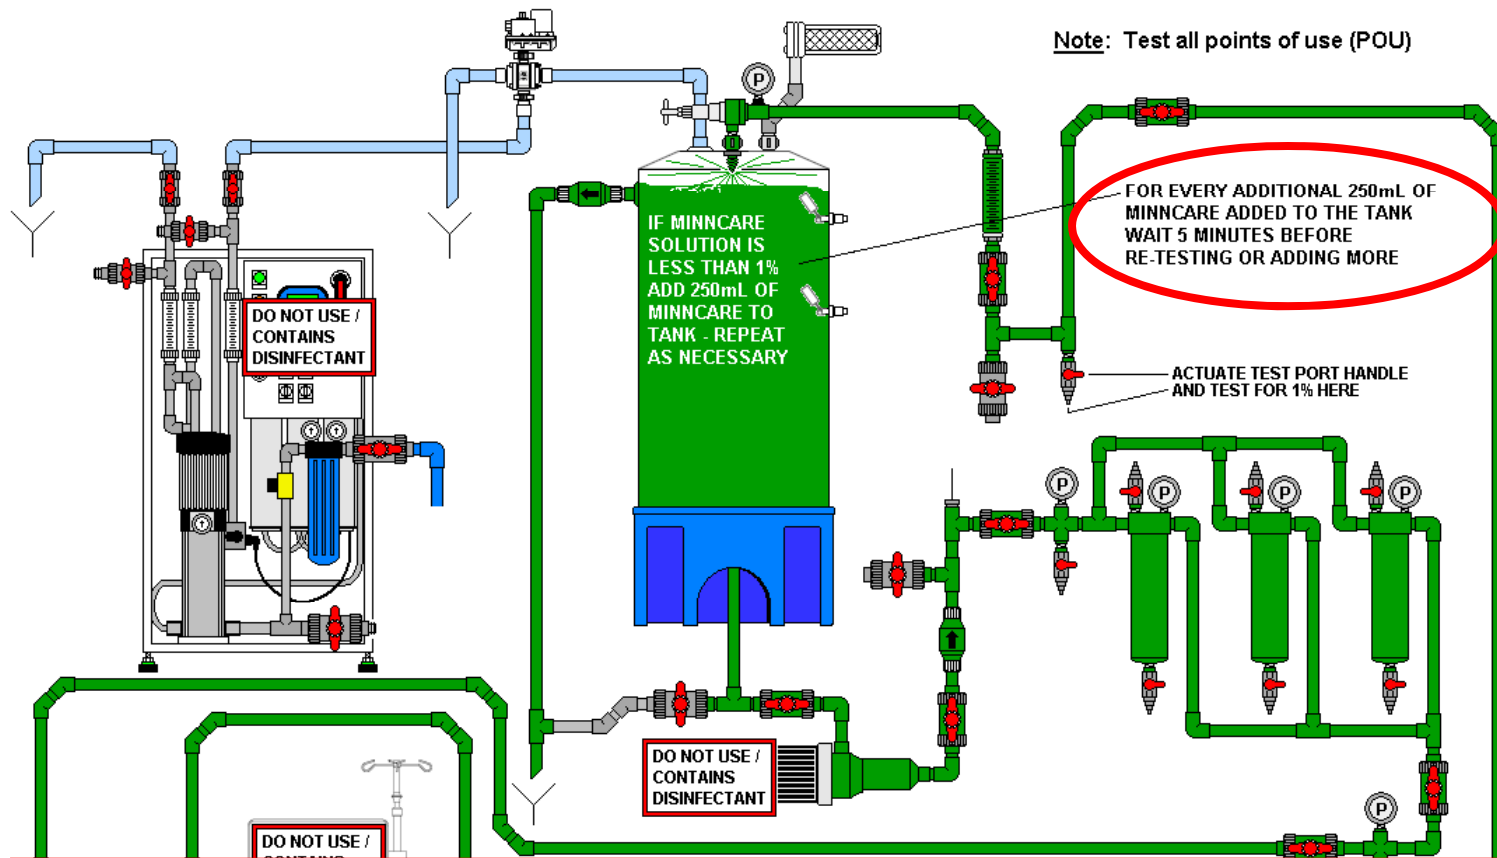 Note: Test all points of use (POU)
P
FOR EVERY ADDITIONAL 250mL OF
MINNCARE ADDED TO THE TANK
WAIT 5 MINUTES BEFORE
RE-TESTING OR ADDING MORE
IF MINNCARE
SOLUTION IS
LESS THAN 1%
ADD 250mL OF
MINNCARE TO
TANK - REPEAT
AS NECESSARY
DO NOT USE /
CONTAINS
DISINFECTANT
ACTUATE TEST PORT HANDLE
AND TEST FOR 1% HERE
P
P
P
P
DO NOT USE /
CONTAINS
DISINFECTANT
P
DO NOT USE /